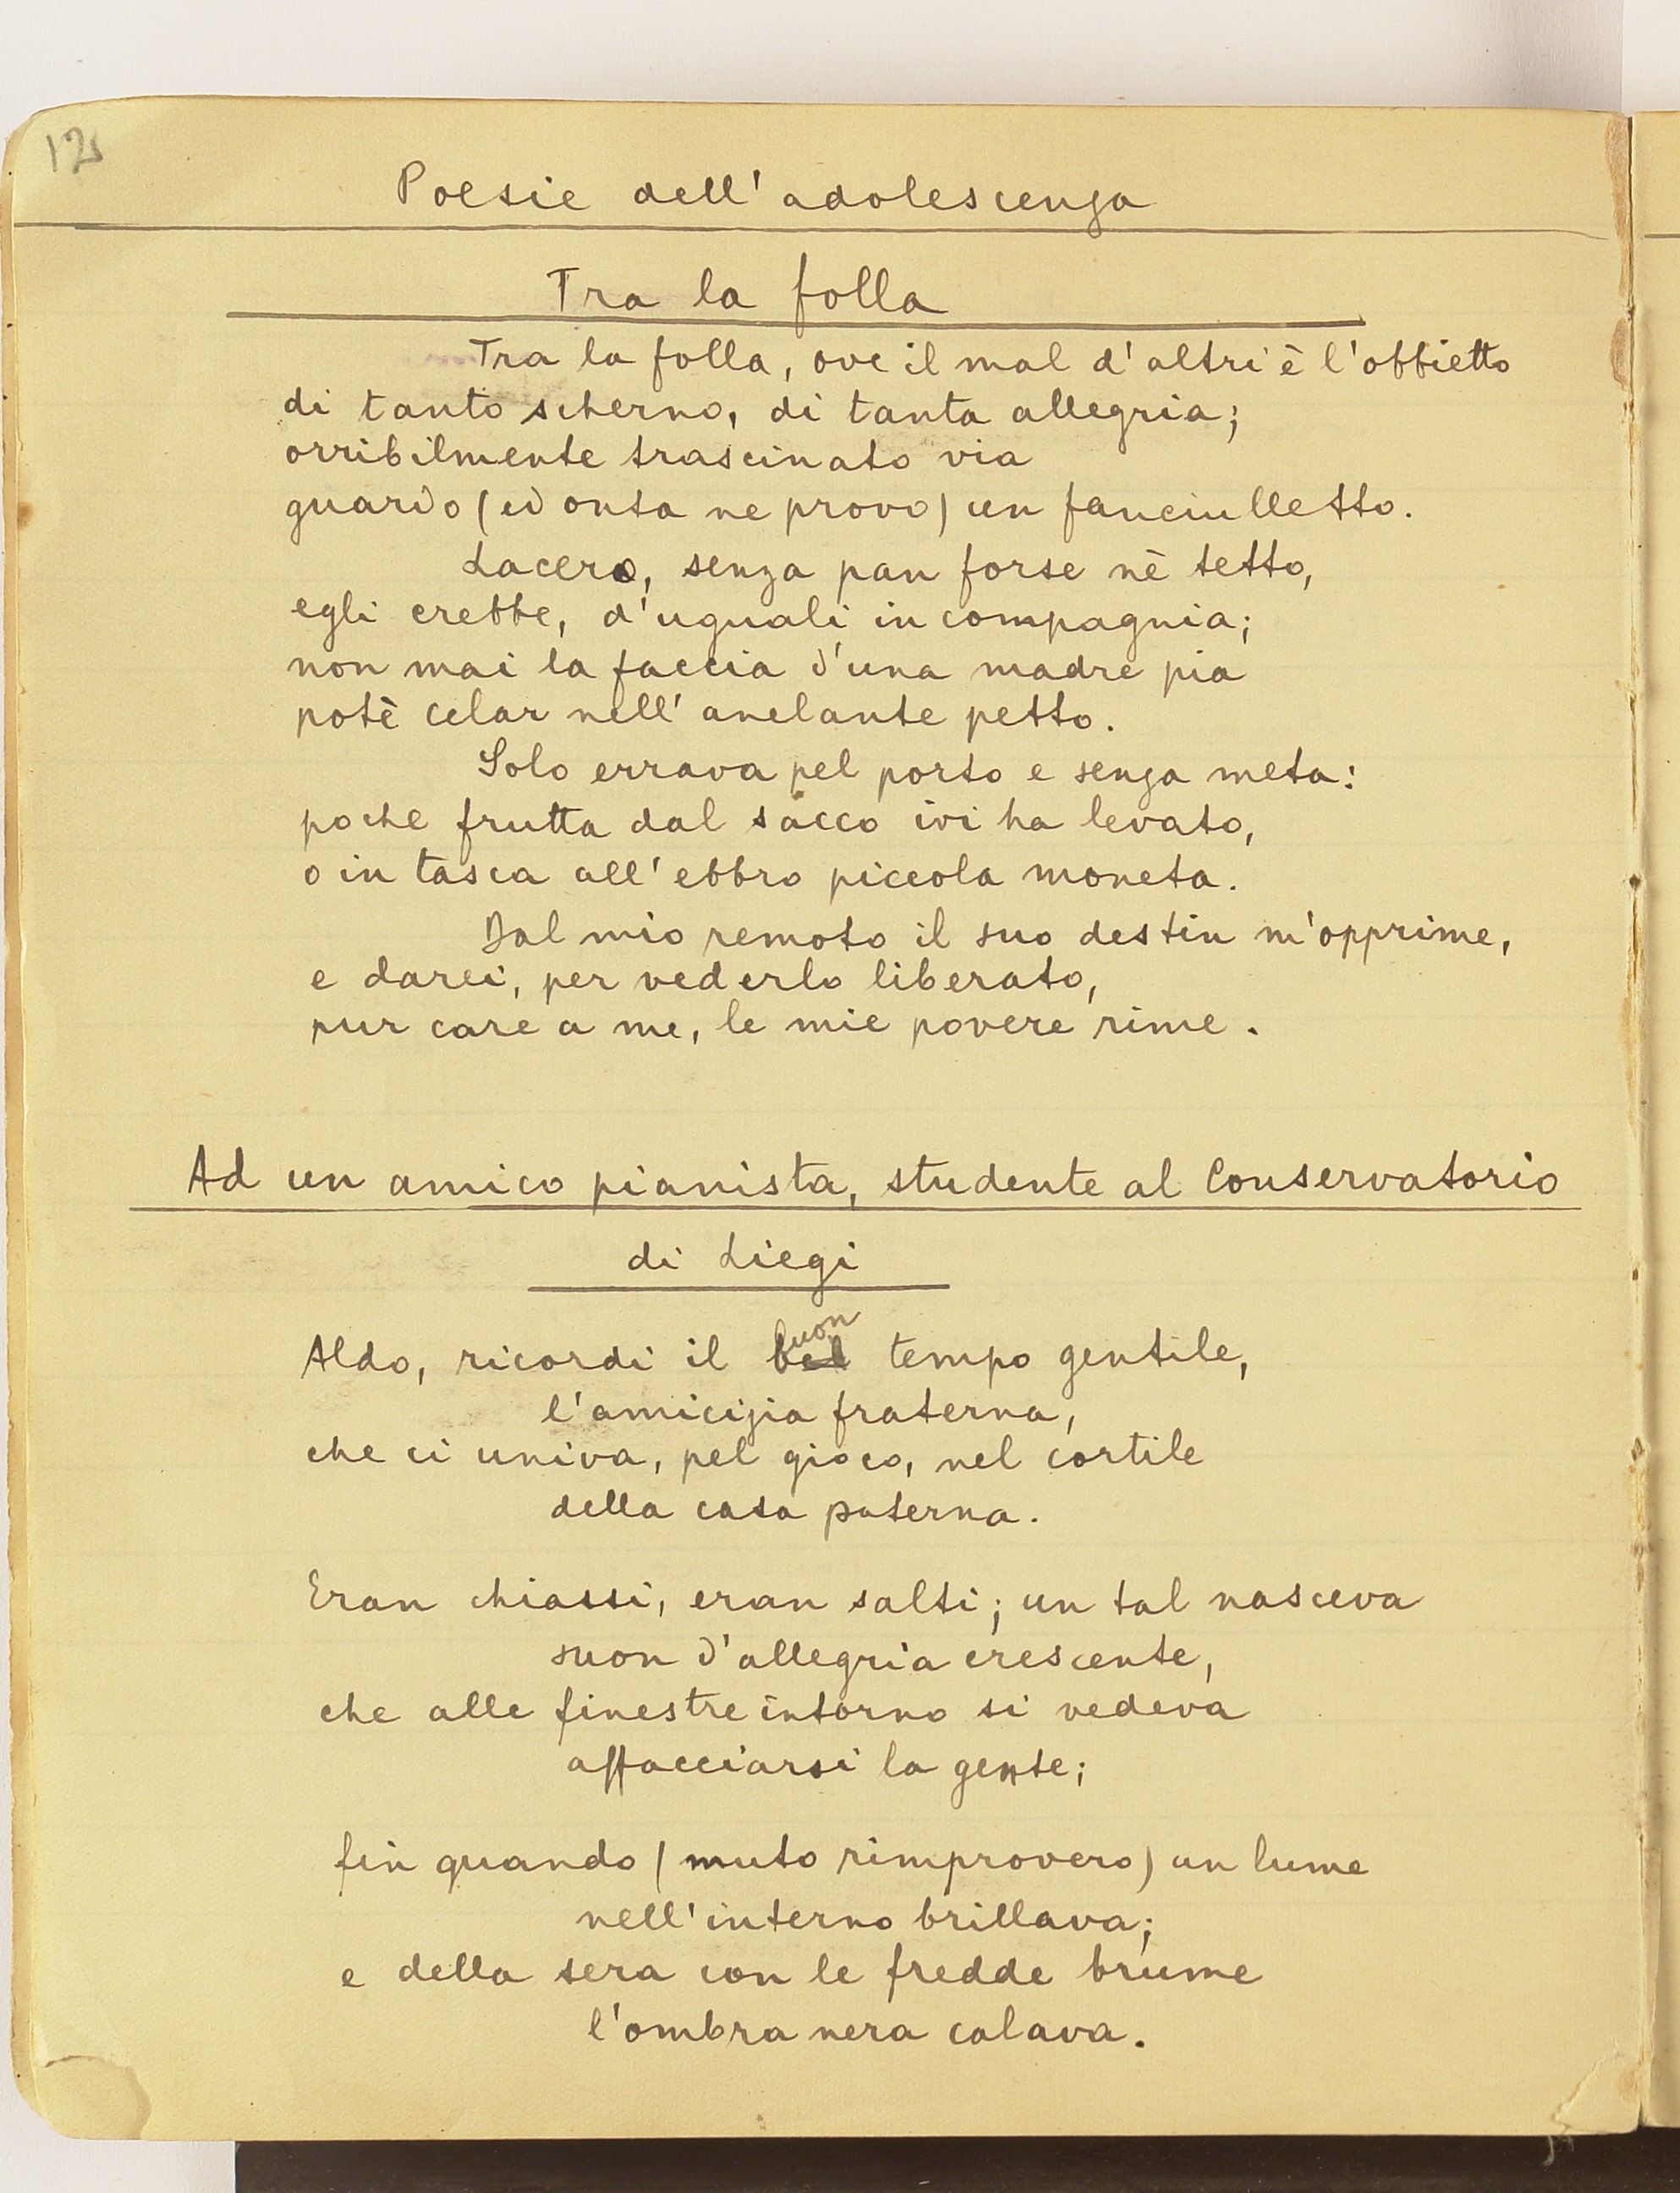 12
Poesie dell'adolescenza
Tra la folla
Tra la folla, ove il mal d'altri è l'obbietto
di tanto scherno, di tanta allegria;
orribilmente trascinato via
guardo (ed onta ne provo) un fanciulletto.
Lacero, senza pan forse nè tetto,
egli crebbe, d'uguali in compagnia;
non mai la faccia d'una madre pia
potè celar nell'anelante petto.
Solo errava pel porto e senza meta:
poche frutta dal sacco ivi ha levato,
o in tasca all'ebbro piccola moneta.
Dal mio remoto il suo destin m'opprime,
e darei, per vederlo liberato,
pur care a me, le mie povere rime.
Ad un amico pianista, studente al Conservatorio
di Liegi
Aldo, ricordi il buon tempo gentile,
l'amicizia fraterna,
che ci univa, pel gioco, nel cortile
della casa paterna.
Eran chiassi, eran salti; un tal nasceva
suon d'allegria crescente,
che alle finestre intorno si vedeva
affacciarsi la gente;
fin quando (muto rimprovero) un lume
nell'interno brillava;
e della sera con le fredde brume
l'ombra nera calava.